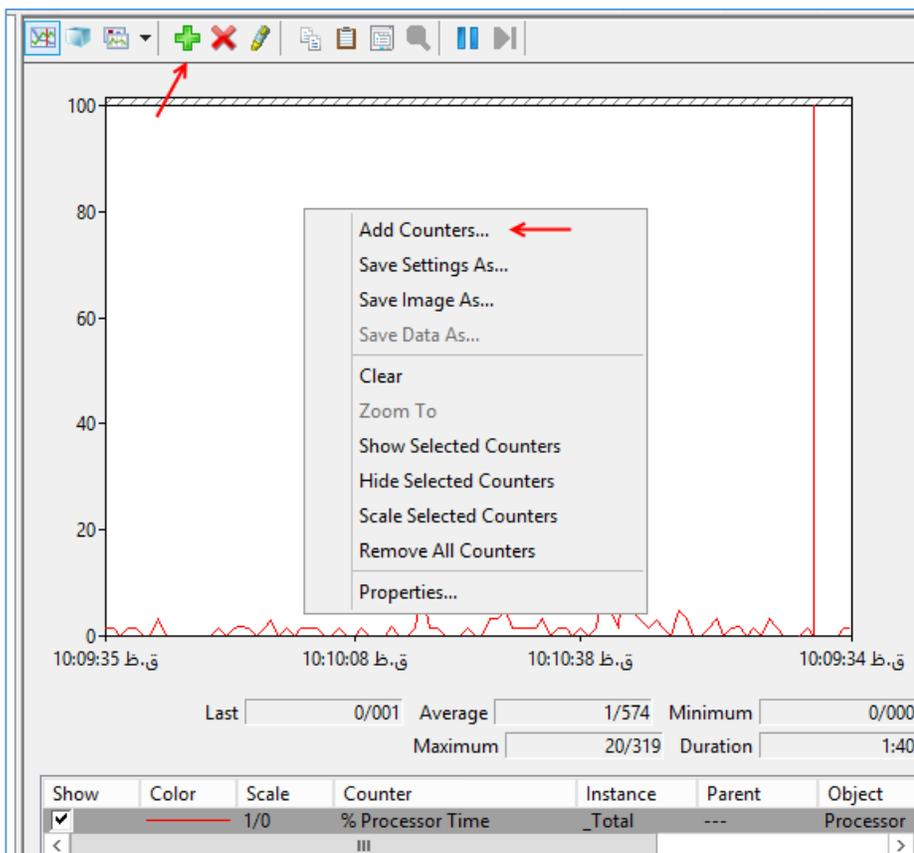 100
80
Add Counters...
Save Settings As...
Save Image As...
60
Save Data As...
Clear
40
Zoom To
Show Selected Counters
Hide Selected Counters
Scale Selected Counters
20
Remove All Counters
Properties...
0
10:09:35 ق.ظ 10:10:08 ق.ظ 10:10:38 ق.ظ 10:09:34 ق.ظ
Last 0/001 Average 1/574 Minimum 0/000
Maximum 20/319 Duration 1:40
Show Color Scale Counter Instance Parent Object
1/0 % Processor Time _Total --- Processor